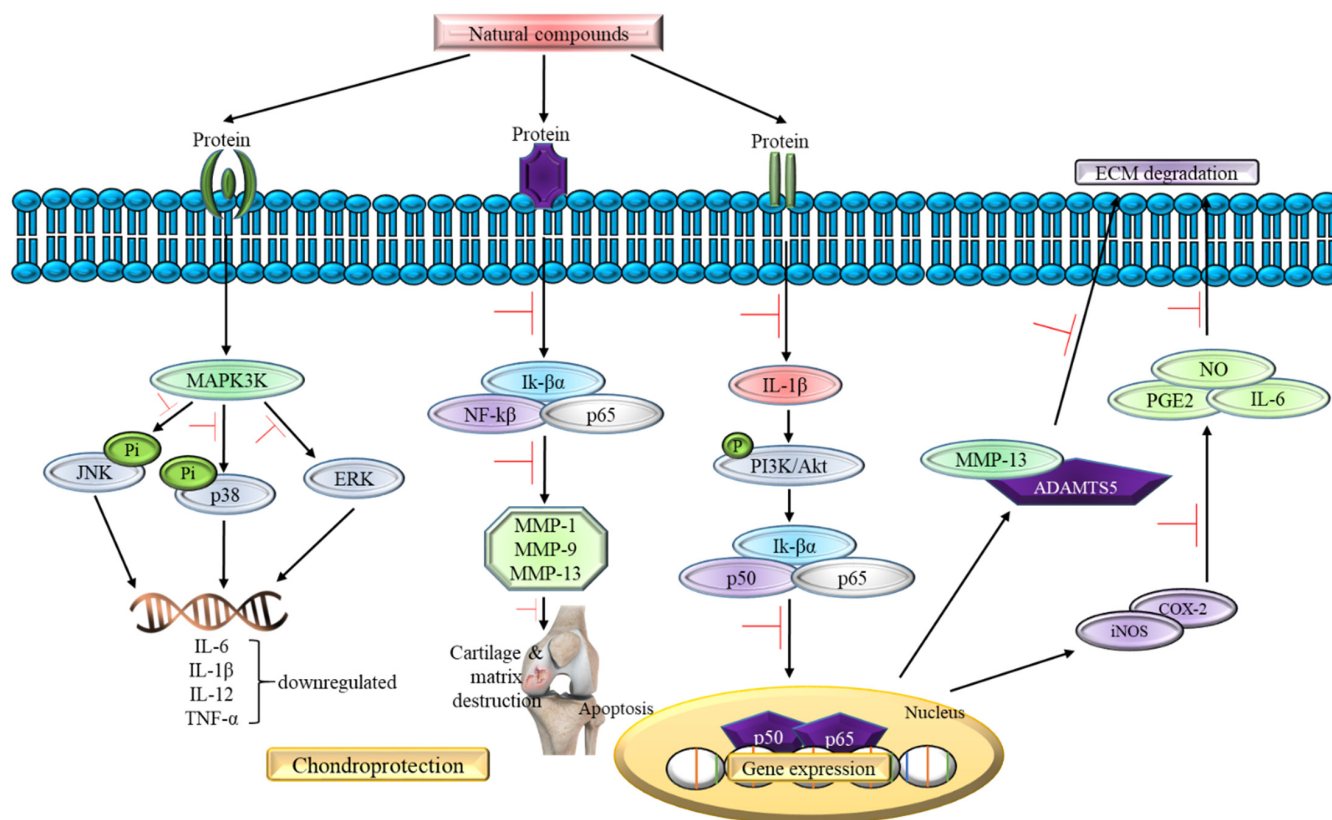 Natural compounds
Protein
Protein
Protein
ECM degradation
MAPK3K
Pi
JNK
Pi
p38
ERK
IL-6
IL-1β
IL-12
TNF-α
downregulated
Ik-βα
NF-kβ
p65
MMP-1
MMP-9
MMP-13
Cartilage &
matrix
destruction
Apoptosis
IL-1β
P
PI3K/Akt
Ik-βα
p50
p65
Nucleus
p50
p65
Gene expression
MMP-13
ADAMTS5
NO
PGE2
IL-6
COX-2
iNOS
Chondroprotection